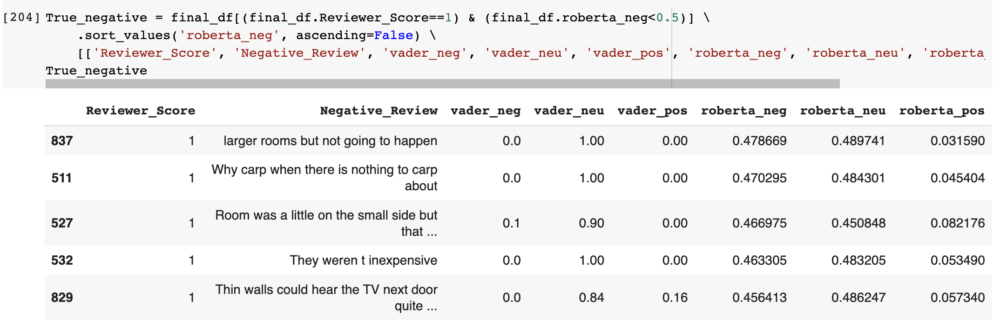 [204] True_negative = final_df[(final_df.Reviewer_Score==1) & (final_df.roberta_neg<0.5)] \
.sort_values('roberta_neg', ascending=False) \
[['Reviewer_Score', 'Negative_Review', 'vader_neg', 'vader_neu', 'vader_pos', 'roberta_neg', 'roberta_neu', 'roberta_
True_negative
Reviewer_Score Negative_Review vader_neg vader_neu vader_pos roberta_neg roberta_neu roberta_pos
837 1 larger rooms but not going to happen 0.0 1.00 0.00 0.478669 0.489741 0.031590
Why carp when there is nothing to carp
511 1 about 0.0 1.00 0.00 0.470295 0.484301 0.045404
Room was a little on the small side but
527 1 that ... 0.1 0.90 0.00 0.466975 0.450848 0.082176
532 1 They weren t inexpensive 0.0 1.00 0.00 0.463305 0.483205 0.053490
Thin walls could hear the TV next door
829 1 quite ... 0.0 0.84 0.16 0.456413 0.486247 0.057340